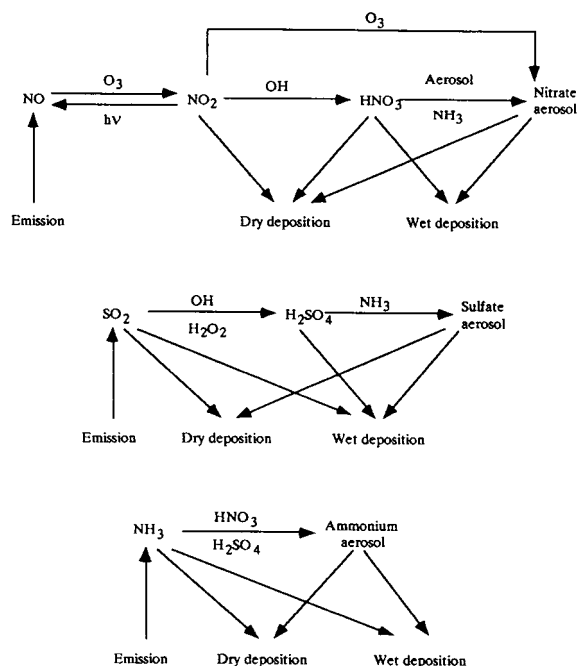 O₃
O₃
OH
Aerosol
NO
NO₂
HNO₃
Nitrate
aerosol
hν
NH₃
Emission
Dry deposition
Wet deposition
OH
NH₃
SO₂
H₂SO₄
Sulfate
aerosol
H₂O₂
Emission
Dry deposition
Wet deposition
HNO₃
NH₃
Ammonium
aerosol
H₂SO₄
Emission
Dry deposition
Wet deposition